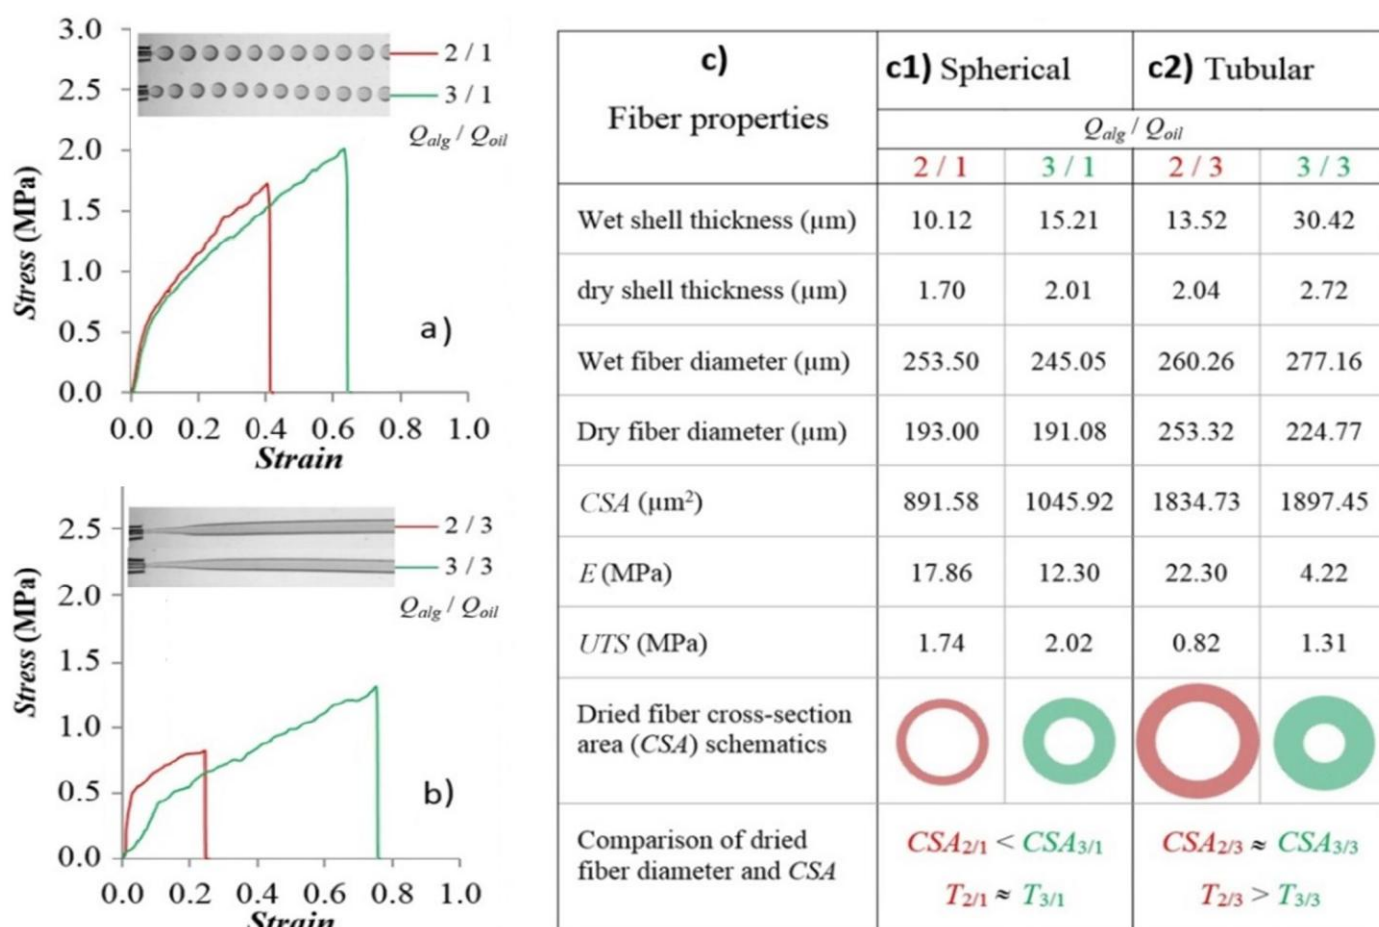 3.0
2.5
2.0
1.5
1.0
0.5
0.0
Stress (MPa)
2 / 1
3 / 1
Qalg / Qoil
a)
0.0 0.2 0.4 0.6 0.8 1.0
Strain
2.5
2.0
1.5
1.0
0.5
0.0
Stress (MPa)
2 / 3
3 / 3
Qalg / Qoil
b)
0.0 0.2 0.4 0.6 0.8 1.0
Strain
c) c1) Spherical c2) Tubular
Fiber properties Qalg / Qoil
2 / 1 3 / 1 2 / 3 3 / 3
Wet shell thickness (µm) 10.12 15.21 13.52 30.42
dry shell thickness (µm) 1.70 2.01 2.04 2.72
Wet fiber diameter (µm) 253.50 245.05 260.26 277.16
Dry fiber diameter (µm) 193.00 191.08 253.32 224.77
CSA (µm²) 891.58 1045.92 1834.73 1897.45
E (MPa) 17.86 12.30 22.30 4.22
UTS (MPa) 1.74 2.02 0.82 1.31
Dried fiber cross-section
area (CSA) schematics
Comparison of dried
fiber diameter and CSA
CSA2/1 < CSA3/1 CSA2/3 ≈ CSA3/3
T2/1 ≈ T3/1 T2/3 > T3/3